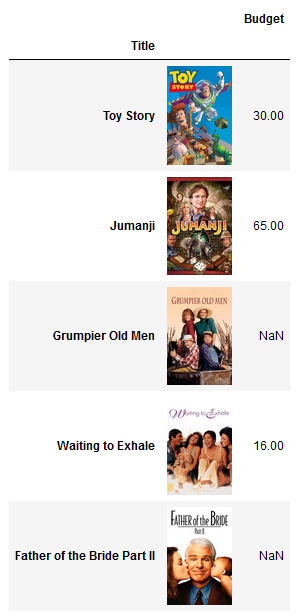 Budget
Title
Toy Story
TOY
STORY
30.00
Jumanji
JUMANJI
65.00
Grumpier Old Men
GRUMPIER OLD MEN
NaN
Waiting to Exhale
Waiting to Exhale
16.00
Father of the Bride Part II
FATHER OF THE BRIDE
Part II
NaN